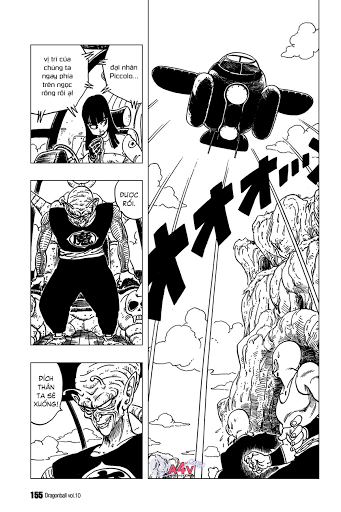 đại nhân
Piccolo...
vị trí của
chúng ta
ngay phía
trên ngọc
rồng rồi ạ!
ĐƯỢC
RỒI.
ĐÍCH
THÂN
TA SẼ
XUỐNG!
オオオ...ッ
A4V
155 Dragonball vol.10